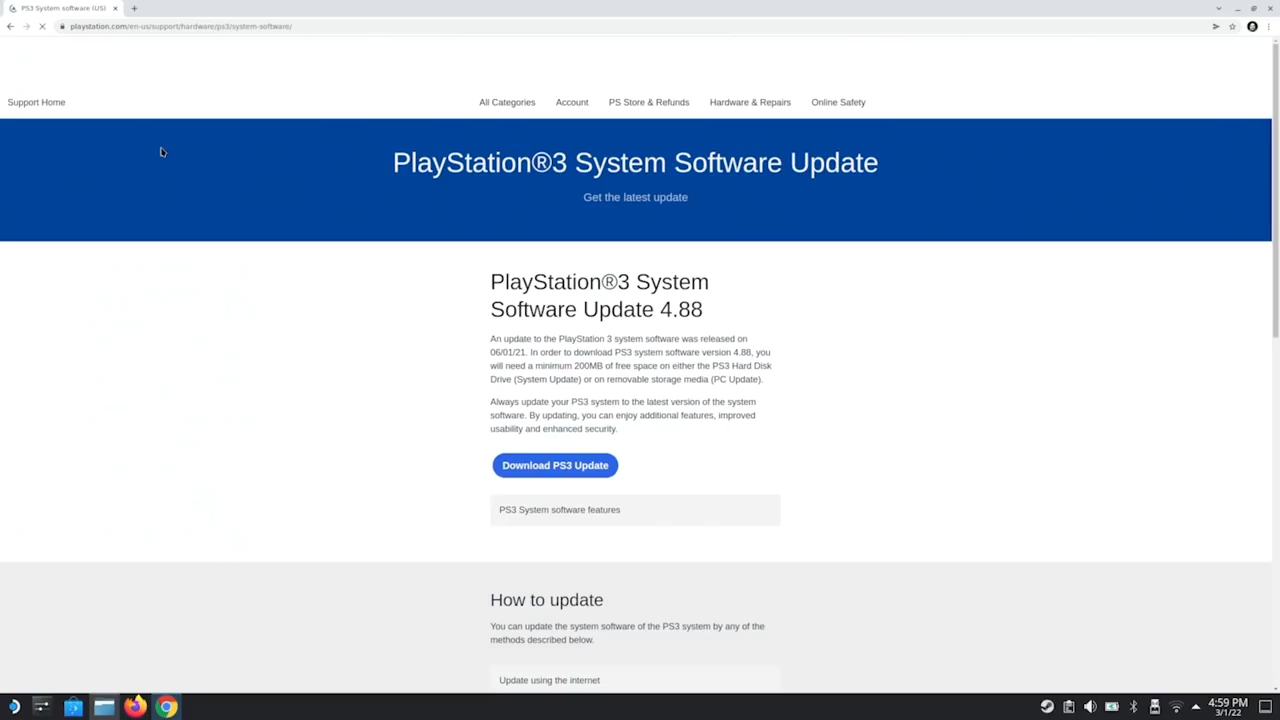 PS3 System software (US)
playstation.com/en-us/support/hardware/ps3/system-software/
Support Home
All Categories
Account
PS Store & Refunds
Hardware & Repairs
Online Safety
PlayStation®3 System Software Update
Get the latest update
PlayStation®3 System
Software Update 4.88
An update to the PlayStation 3 system software was released on
06/01/21. In order to download PS3 system software version 4.88, you
will need a minimum 200MB of free space on either the PS3 Hard Disk
Drive (System Update) or on removable storage media (PC Update).
Always update your PS3 system to the latest version of the system
software. By updating, you can enjoy additional features, improved
usability and enhanced security.
Download PS3 Update
PS3 System software features
How to update
You can update the system software of the PS3 system by any of the
methods described below.
Update using the internet
4:59 PM
3/1/22